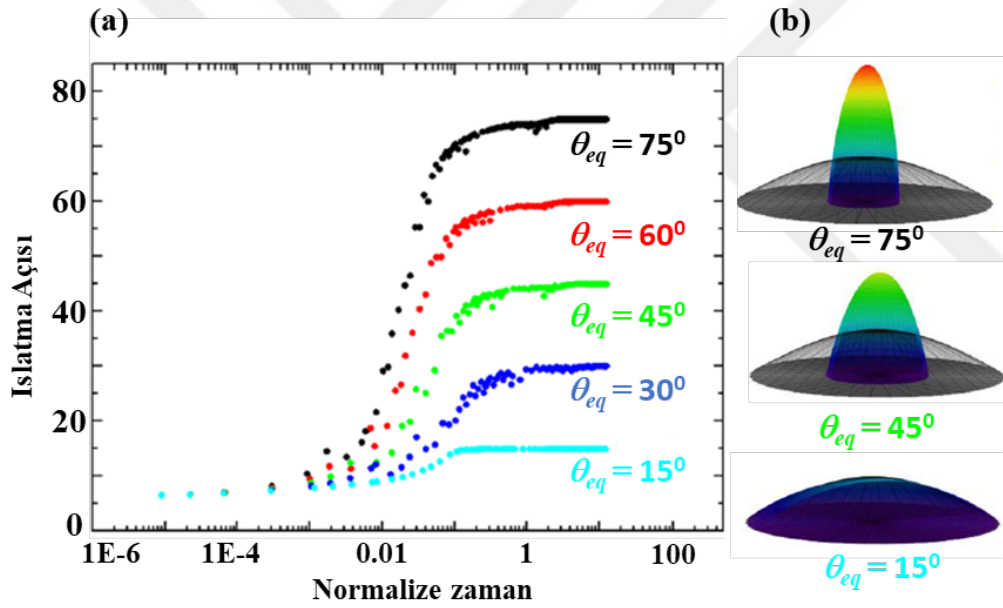 (a)
(b)
80
60
40
20
0
Islatma Açısı
1E-6
1E-4
0.01
1
100
Normalize zaman
θeq = 75⁰
θeq = 60⁰
θeq = 45⁰
θeq = 30⁰
θeq = 15⁰
θeq = 75⁰
θeq = 45⁰
θeq = 15⁰